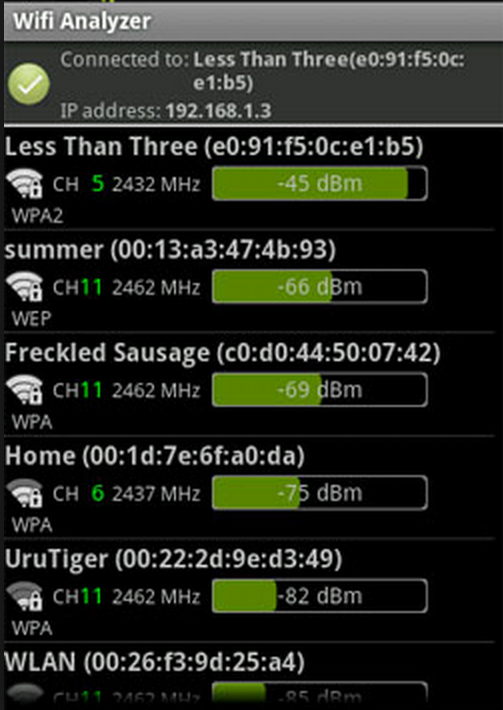 Wifi Analyzer
Connected to: Less Than Three(e0:91:f5:0c:
e1:b5)
IP address: 192.168.1.3
Less Than Three (e0:91:f5:0c:e1:b5)
CH 5 2432 MHz -45 dBm
WPA2
summer (00:13:a3:47:4b:93)
CH11 2462 MHz -66 dBm
WEP
Freckled Sausage (c0:d0:44:50:07:42)
CH11 2462 MHz -69 dBm
WPA
Home (00:1d:7e:6f:a0:da)
CH 6 2437 MHz -75 dBm
WPA
UruTiger (00:22:2d:9e:d3:49)
CH11 2462 MHz -82 dBm
WPA
WLAN (00:26:f3:9d:25:a4)
CH11 2462 MHz -85 dBm